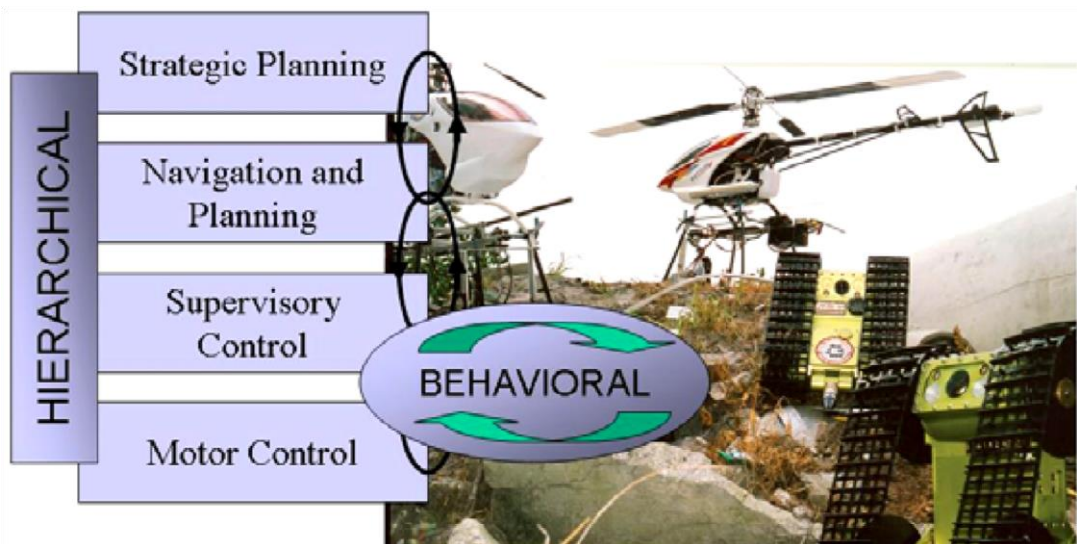 HIERARCHICAL
Strategic Planning
Navigation and
Planning
Supervisory
Control
Motor Control
BEHAVIORAL